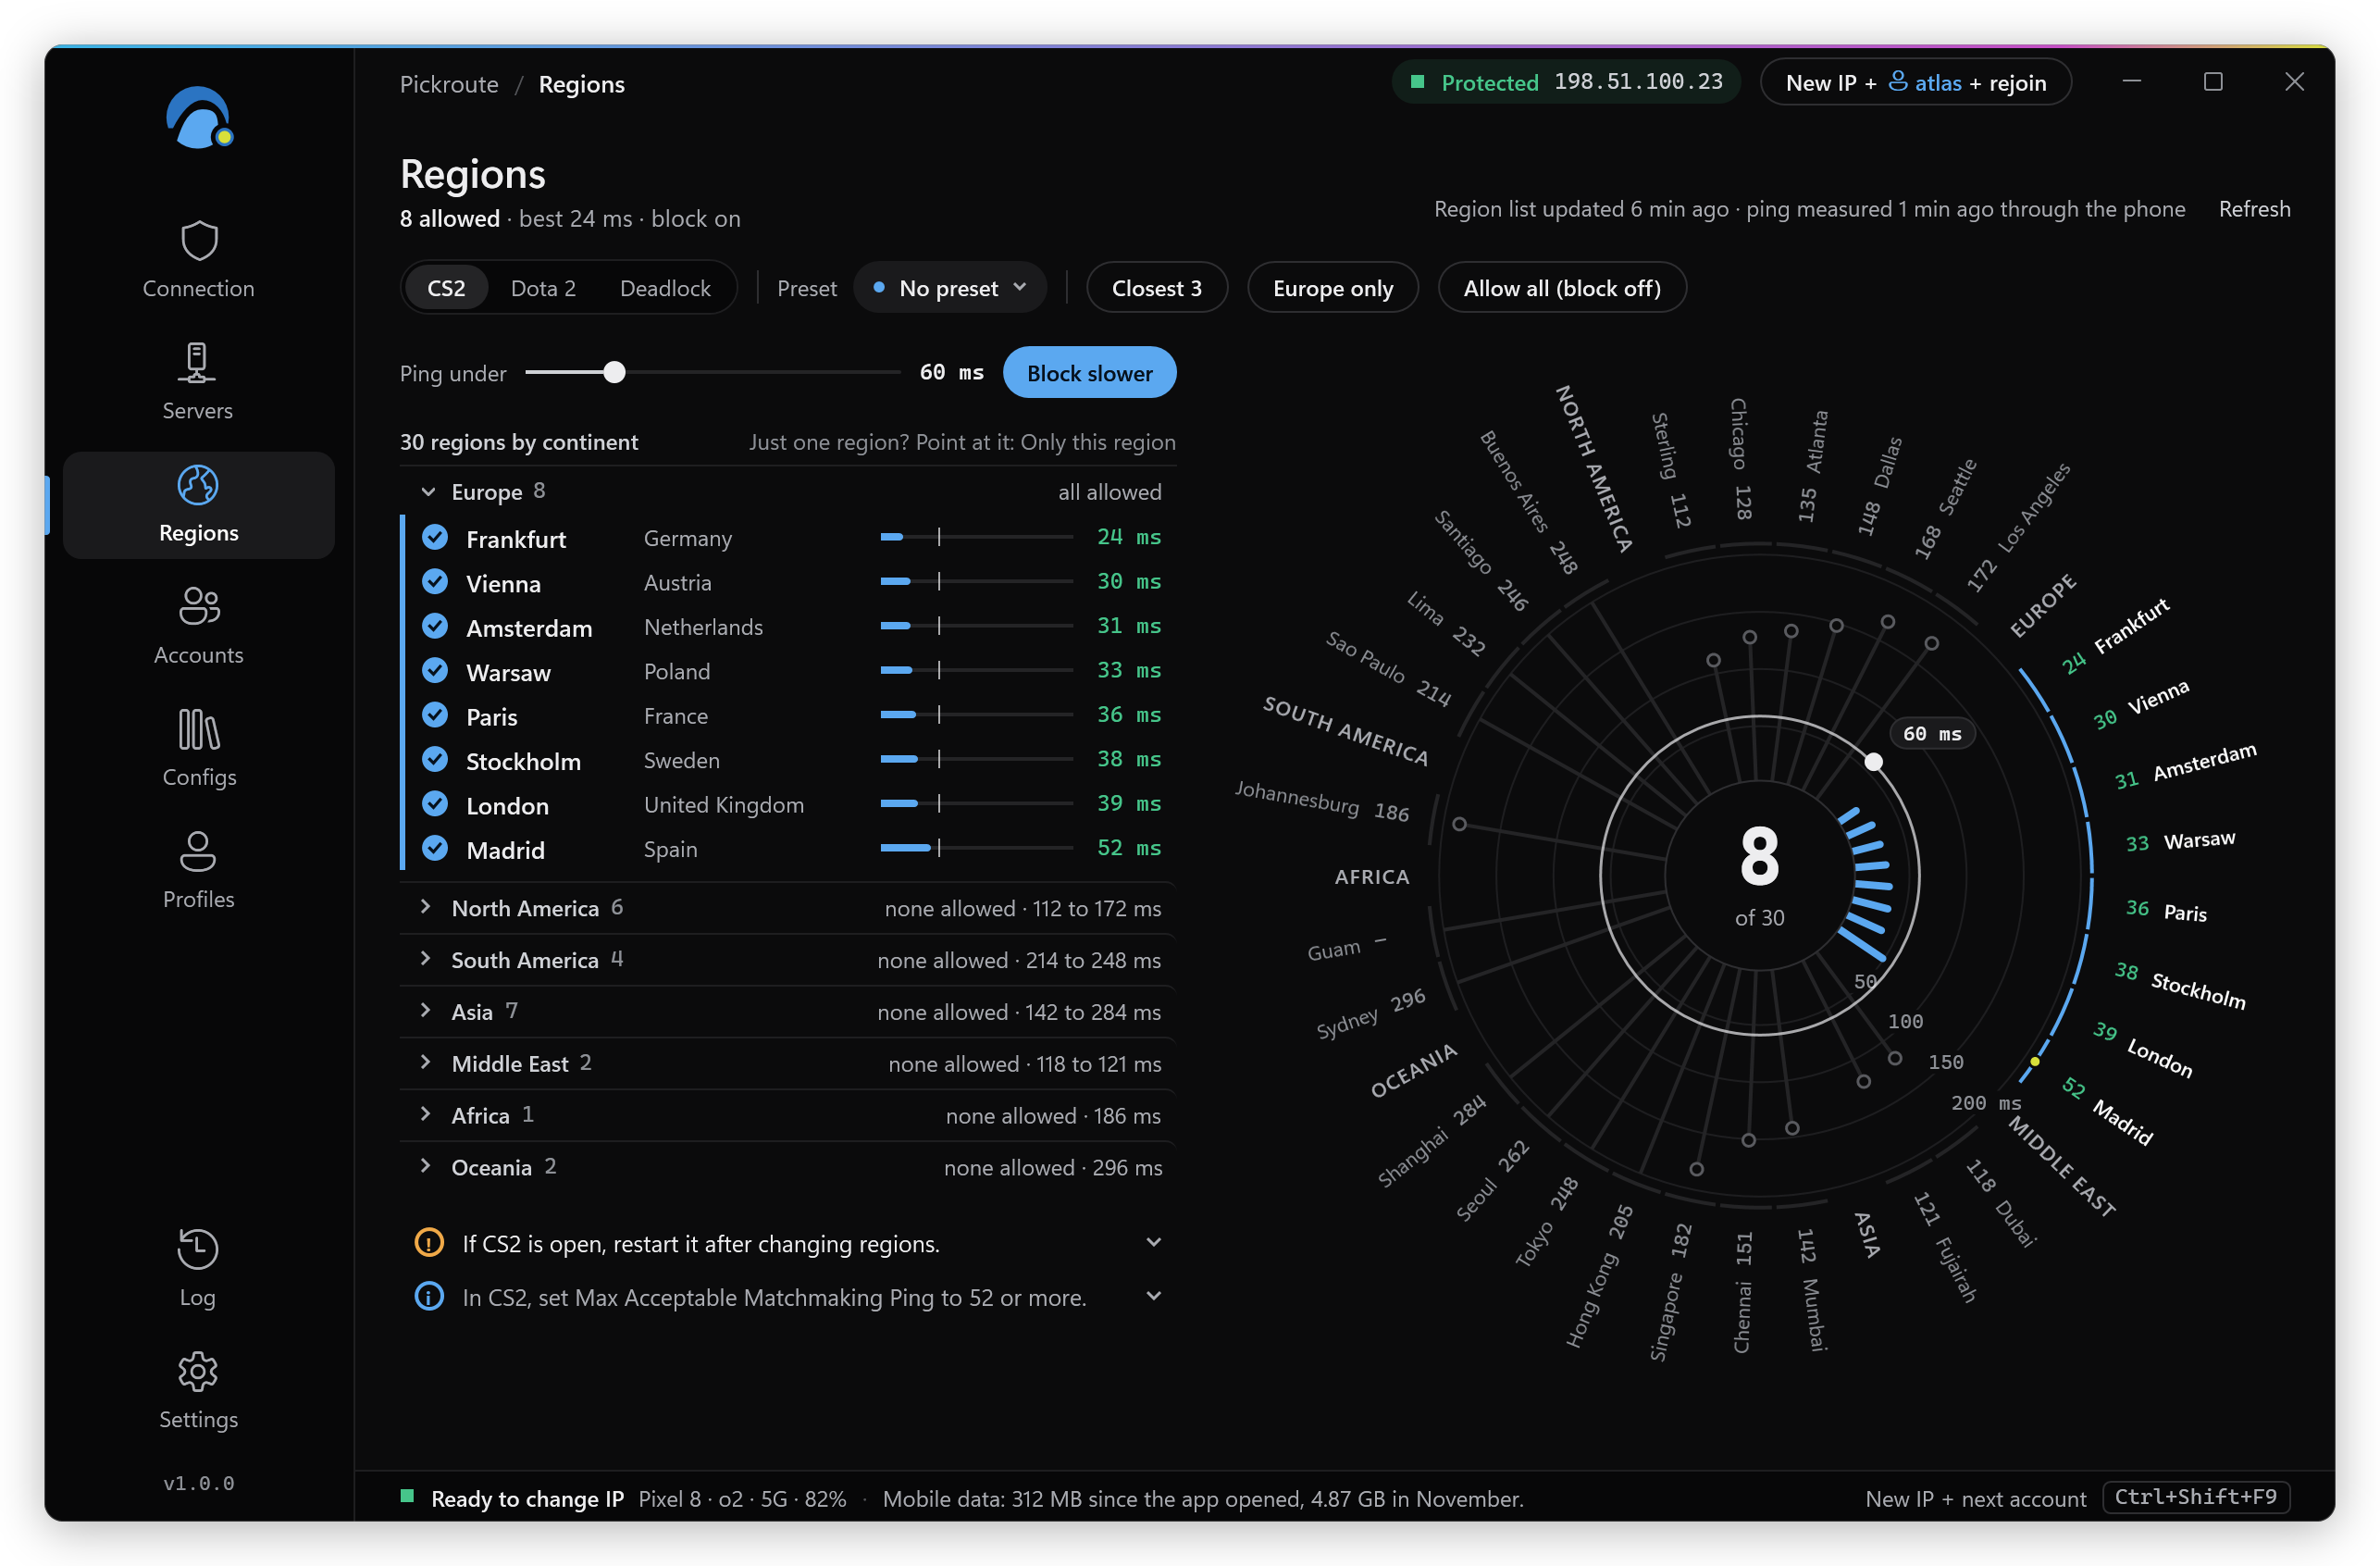 Pickroute / Regions
Protected 198.51.100.23
New IP + atlas + rejoin
Connection
Servers
Regions
Accounts
Configs
Profiles
Log
Settings
v1.0.0
Regions
8 allowed · best 24 ms · block on
Region list updated 6 min ago · ping measured 1 min ago through the phone Refresh
CS2 Dota 2 Deadlock Preset No preset Closest 3 Europe only Allow all (block off)
Ping under 60 ms Block slower
30 regions by continent Just one region? Point at it: Only this region
Europe 8 all allowed
Frankfurt Germany 24 ms
Vienna Austria 30 ms
Amsterdam Netherlands 31 ms
Warsaw Poland 33 ms
Paris France 36 ms
Stockholm Sweden 38 ms
London United Kingdom 39 ms
Madrid Spain 52 ms
North America 6 none allowed · 112 to 172 ms
South America 4 none allowed · 214 to 248 ms
Asia 7 none allowed · 142 to 284 ms
Middle East 2 none allowed · 118 to 121 ms
Africa 1 none allowed · 186 ms
Oceania 2 none allowed · 296 ms
If CS2 is open, restart it after changing regions.
In CS2, set Max Acceptable Matchmaking Ping to 52 or more.
NORTH AMERICA
Sterling 112
Chicago 128
135 Atlanta
148 Dallas
168 Seattle
172 Los Angeles
EUROPE
24 Frankfurt
30 Vienna
31 Amsterdam
33 Warsaw
36 Paris
38 Stockholm
39 London
52 Madrid
MIDDLE EAST
118 Dubai
121 Fujairah
ASIA
142 Mumbai
Chennai 151
Singapore 182
Hong Kong 205
Tokyo 248
Seoul 262
Shanghai 284
OCEANIA
Sydney 296
Guam –
AFRICA
Johannesburg 186
SOUTH AMERICA
Sao Paulo 214
Lima 232
Santiago 246
Buenos Aires 248
60 ms
8
of 30
50
100
150
200 ms
Ready to change IP Pixel 8 · o2 · 5G · 82% · Mobile data: 312 MB since the app opened, 4.87 GB in November.
New IP + next account Ctrl+Shift+F9